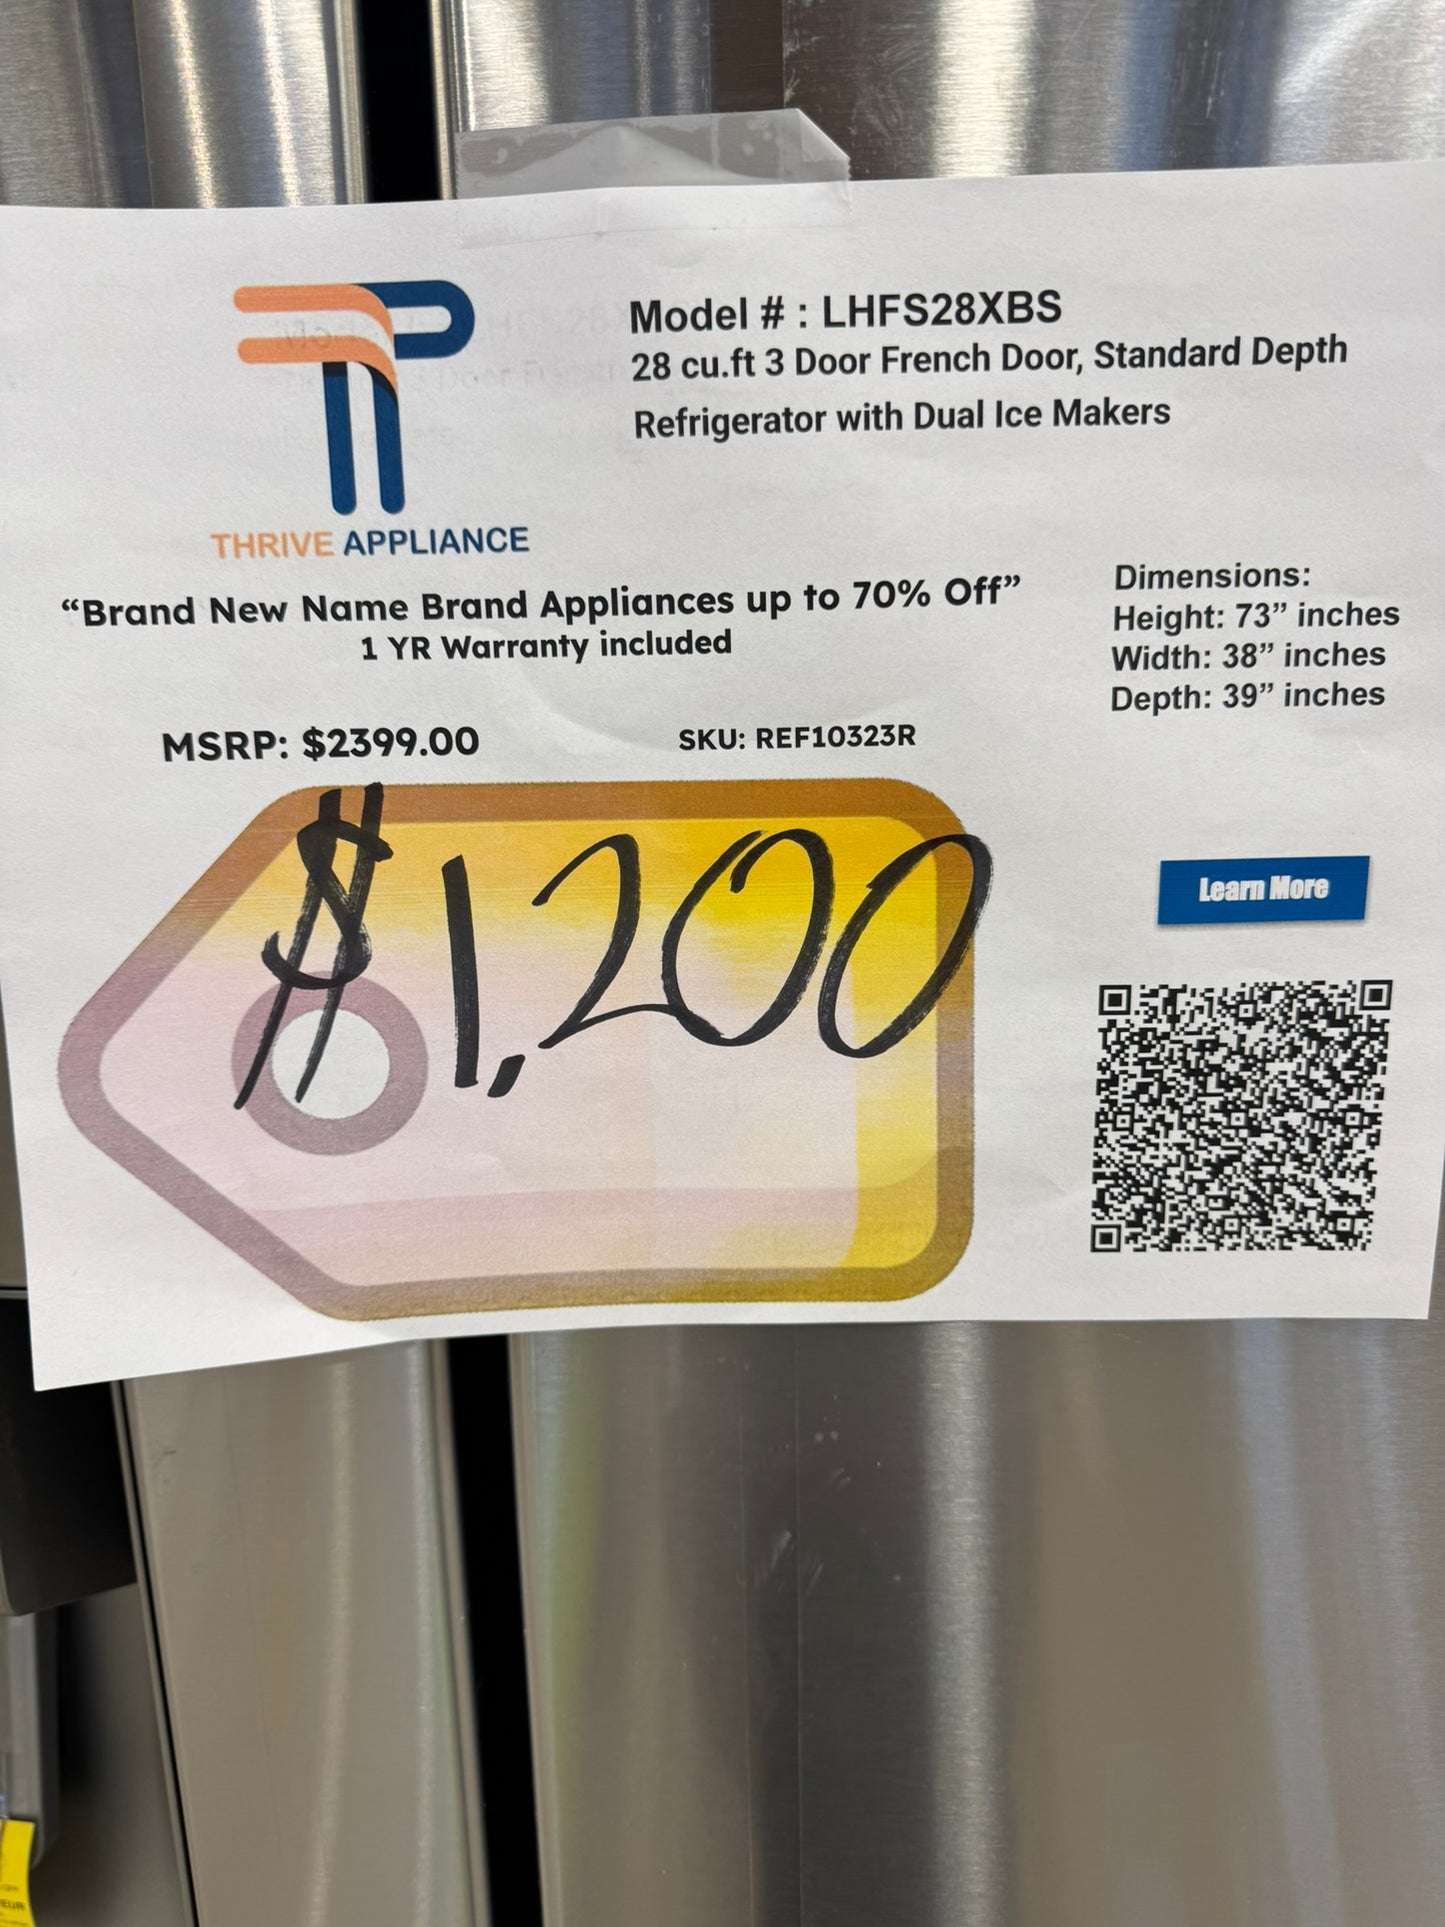 Model # : LHFS28XBS
28 cu.ft 3 Door French Door, Standard Depth
Refrigerator with Dual Ice Makers
THRIVE APPLIANCE
“Brand New Name Brand Appliances up to 70% Off”
1 YR Warranty included
Dimensions:
Height: 73” inches
Width: 38” inches
Depth: 39” inches
MSRP: $2399.00
SKU: REF10323R
$1,200
Learn More